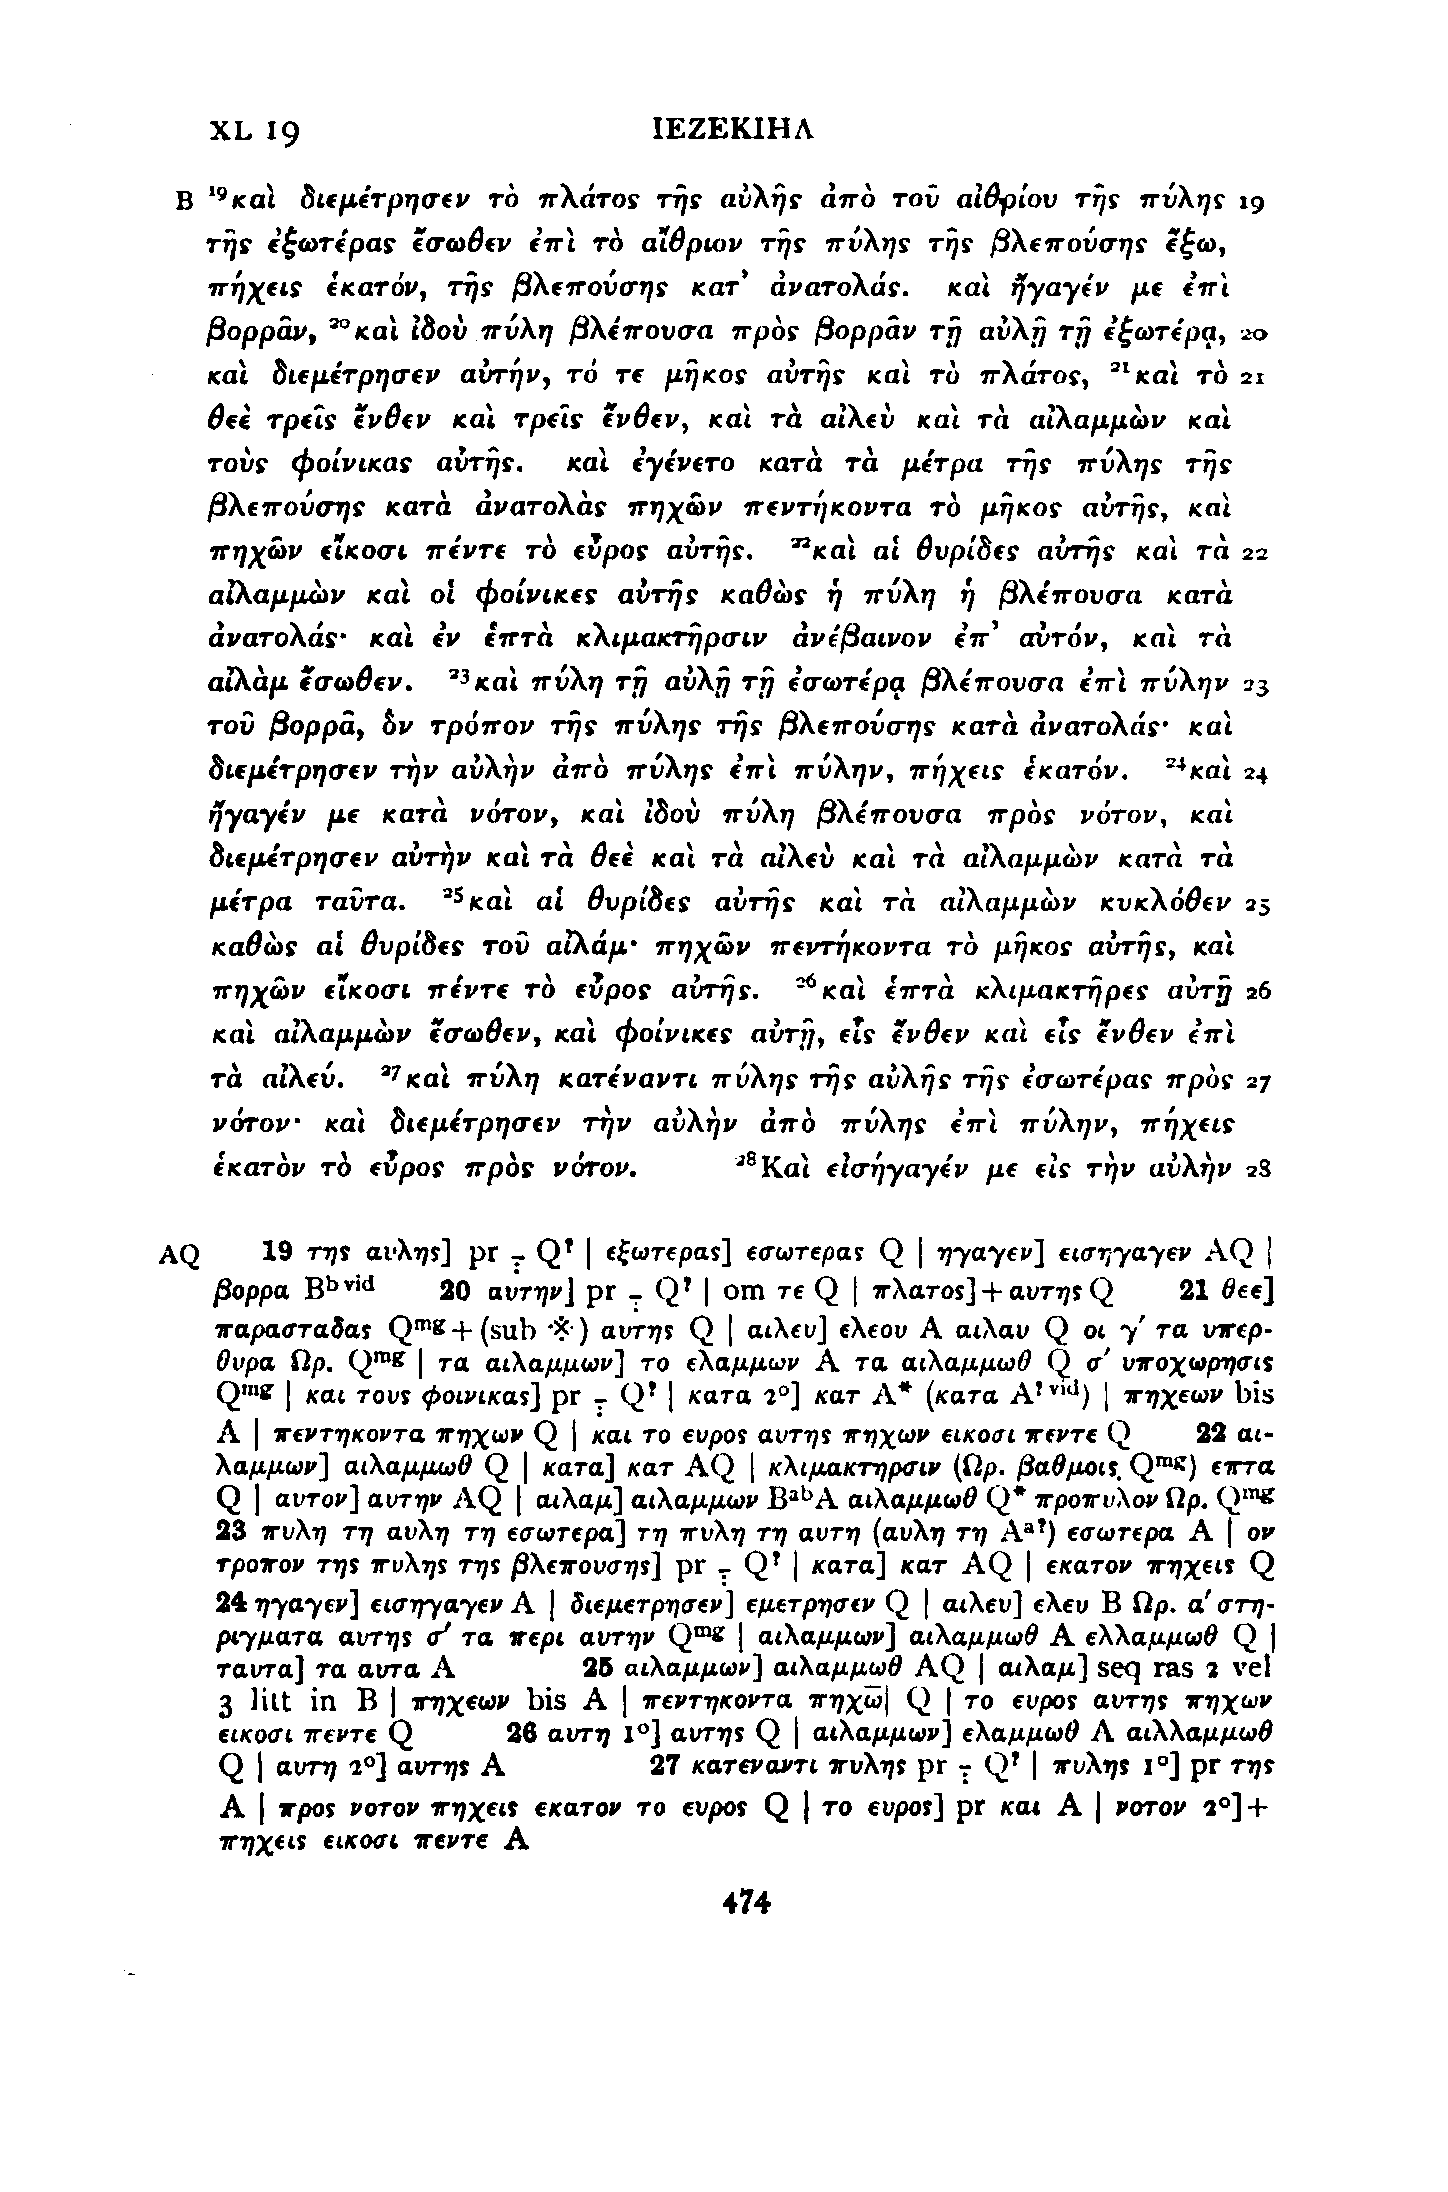 XL 19 ΙΕΖΕΚΙΗΛ
B ¹⁹καὶ διεμέτρησεν τὸ πλάτος τῆς αὐλῆς ἀπὸ τοῦ αἰθρίου τῆς πύλης 19
τῆς ἐξωτέρας ἔσωθεν ἐπὶ τὸ αἴθριον τῆς πύλης τῆς βλεπούσης ἔξω,
πήχεις ἑκατόν, τῆς βλεπούσης κατ’ ἀνατολάς. καὶ ἤγαγέν με ἐπὶ
βορρᾶν, ²⁰καὶ ἰδοὺ πύλη βλέπουσα πρὸς βορρᾶν τῇ αὐλῇ τῇ ἐξωτέρᾳ, 20
καὶ διεμέτρησεν αὐτήν, τό τε μῆκος αὐτῆς καὶ τὸ πλάτος, ²¹καὶ τὸ 21
θεὲ τρεῖς ἔνθεν καὶ τρεῖς ἔνθεν, καὶ τὰ αἰλεὺ καὶ τὰ αἰλαμμὼν καὶ
τοὺς φοίνικας αὐτῆς. καὶ ἐγένετο κατὰ τὰ μέτρα τῆς πύλης τῆς
βλεπούσης κατὰ ἀνατολὰς πηχῶν πεντήκοντα τὸ μῆκος αὐτῆς, καὶ
πηχῶν εἴκοσι πέντε τὸ εὖρος αὐτῆς. ²²καὶ αἱ θυρίδες αὐτῆς καὶ τὰ 22
αἰλαμμὼν καὶ οἱ φοίνικες αὐτῆς καθὼς ἡ πύλη ἡ βλέπουσα κατὰ
ἀνατολάς· καὶ ἐν ἑπτὰ κλιμακτῆρσιν ἀνέβαινον ἐπ’ αὐτόν, καὶ τὰ
αἰλὰμ ἔσωθεν. ²³καὶ πύλη τῇ αὐλῇ τῇ ἐσωτέρᾳ βλέπουσα ἐπὶ πύλην 23
τοῦ βορρᾶ, ὃν τρόπον τῆς πύλης τῆς βλεπούσης κατὰ ἀνατολάς· καὶ
διεμέτρησεν τὴν αὐλὴν ἀπὸ πύλης ἐπὶ πύλην, πήχεις ἑκατόν. ²⁴καὶ 24
ἤγαγέν με κατὰ νότον, καὶ ἰδοὺ πύλη βλέπουσα πρὸς νότον, καὶ
διεμέτρησεν αὐτὴν καὶ τὰ θεὲ καὶ τὰ αἰλεὺ καὶ τὰ αἰλαμμὼν κατὰ τὰ
μέτρα ταῦτα. ²⁵καὶ αἱ θυρίδες αὐτῆς καὶ τὰ αἰλαμμὼν κυκλόθεν 25
καθὼς αἱ θυρίδες τοῦ αἰλάμ· πηχῶν πεντήκοντα τὸ μῆκος αὐτῆς, καὶ
πηχῶν εἴκοσι πέντε τὸ εὖρος αὐτῆς. ²⁶καὶ ἑπτὰ κλιμακτῆρες αὐτῇ 26
καὶ αἰλαμμὼν ἔσωθεν, καὶ φοίνικες αὐτῇ, εἷς ἔνθεν καὶ εἷς ἔνθεν ἐπὶ
τὰ αἰλεύ. ²⁷καὶ πύλη κατέναντι πύλης τῆς αὐλῆς τῆς ἐσωτέρας πρὸς 27
νότον· καὶ διεμέτρησεν τὴν αὐλὴν ἀπὸ πύλης ἐπὶ πύλην, πήχεις
ἑκατὸν τὸ εὖρος πρὸς νότον. ²⁸Καὶ εἰσήγαγέν με εἰς τὴν αὐλὴν 28
AQ 19 της αυλης] pr ⁒ Q? | εξωτερας] εσωτερας Q | ηγαγεν] εισηγαγεν AQ |
βορρα Bᵇ ᵛⁱᵈ 20 αυτην] pr ⁒ Q? | om τε Q | πλατος]+αυτης Q 21 θεε]
παρασταδας Qᵐᵍ+(sub ※) αυτης Q | αιλευ] ελεου A αιλαυ Q οι γ′ τα υπερ-
θυρα Ωρ. Qᵐᵍ | τα αιλαμμων] το ελαμμων A τα αιλαμμωθ Q σ′ υποχωρησις
Qᵐᵍ | και τους φοινικας] pr ⁒ Q? | κατα 2°] κατ A* (κατα A? ᵛⁱᵈ) | πηχεων bis
A | πεντηκοντα πηχων Q | και το ευρος αυτης πηχων εικοσι πεντε Q 22 αι-
λαμμων] αιλαμμωθ Q | κατα] κατ AQ | κλιμακτηρσιν (Ωρ. βαθμοις Qᵐᵍ) επτα
Q | αυτον] αυτην AQ | αιλαμ] αιλαμμων BᵃᵇA αιλαμμωθ Q* προπυλον Ωρ. Qᵐᵍ
23 πυλη τη αυλη τη εσωτερα] τη πυλη τη αυτη (αυλη τη Aᵃ?) εσωτερα A | ον
τροπον της πυλης της βλεπουσης] pr ⁒ Q? | κατα] κατ AQ | εκατον πηχεις Q
24 ηγαγεν] εισηγαγεν A | διεμετρησεν] εμετρησεν Q | αιλευ] ελευ B Ωρ. α′ στη-
ριγματα αυτης σ′ τα περι αυτην Qᵐᵍ | αιλαμμων] αιλαμμωθ A ελλαμμωθ Q |
ταυτα] τα αυτα A 25 αιλαμμων] αιλαμμωθ AQ | αιλαμ] seq ras 2 vel
3 litt in B | πηχεων bis A | πεντηκοντα πηχω̄| Q | το ευρος αυτης πηχων
εικοσι πεντε Q 26 αυτη 1°] αυτης Q | αιλαμμων] ελαμμωθ A αιλλαμμωθ
Q | αυτη 2°] αυτης A 27 κατεναντι πυλης pr ⁒ Q? | πυλης 1°] pr της
A | προς νοτον πηχεις εκατον το ευρος Q | το ευρος] pr και A | νοτον 2°]+
πηχεις εικοσι πεντε A
474